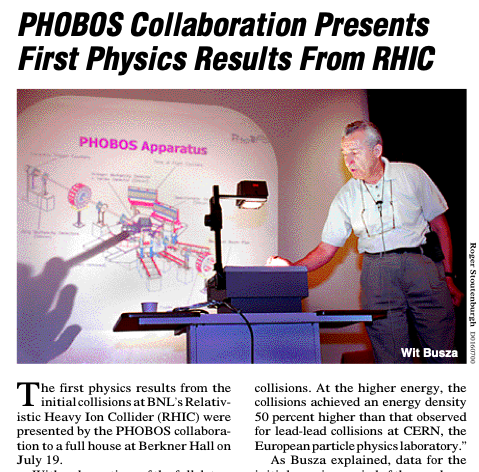 PHOBOS Collaboration Presents
First Physics Results From RHIC
PHOBOS Apparatus
Wit Busza
Roger Stoutenburgh D0160700
The first physics results from the
initial collisions at BNL's Relativ-
istic Heavy Ion Collider (RHIC) were
presented by the PHOBOS collabora-
tion to a full house at Berkner Hall on
July 19.
collisions. At the higher energy, the
collisions achieved an energy density
50 percent higher than that observed
for lead-lead collisions at CERN, the
European particle physics laboratory."
As Busza explained, data for the